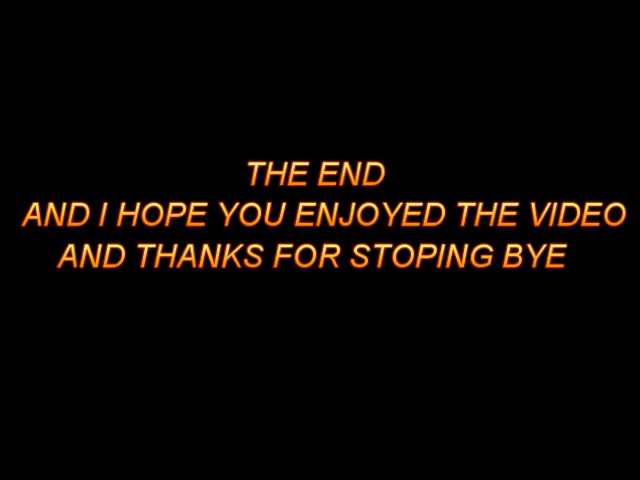 THE END
AND I HOPE YOU ENJOYED THE VIDEO
AND THANKS FOR STOPING BYE